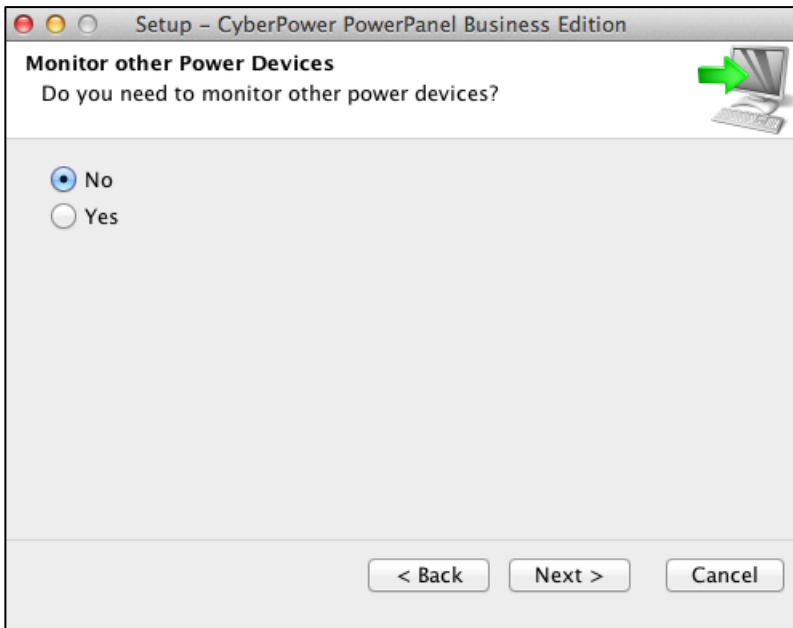 Setup – CyberPower PowerPanel Business Edition
Monitor other Power Devices
Do you need to monitor other power devices?
No
Yes
< Back Next > Cancel